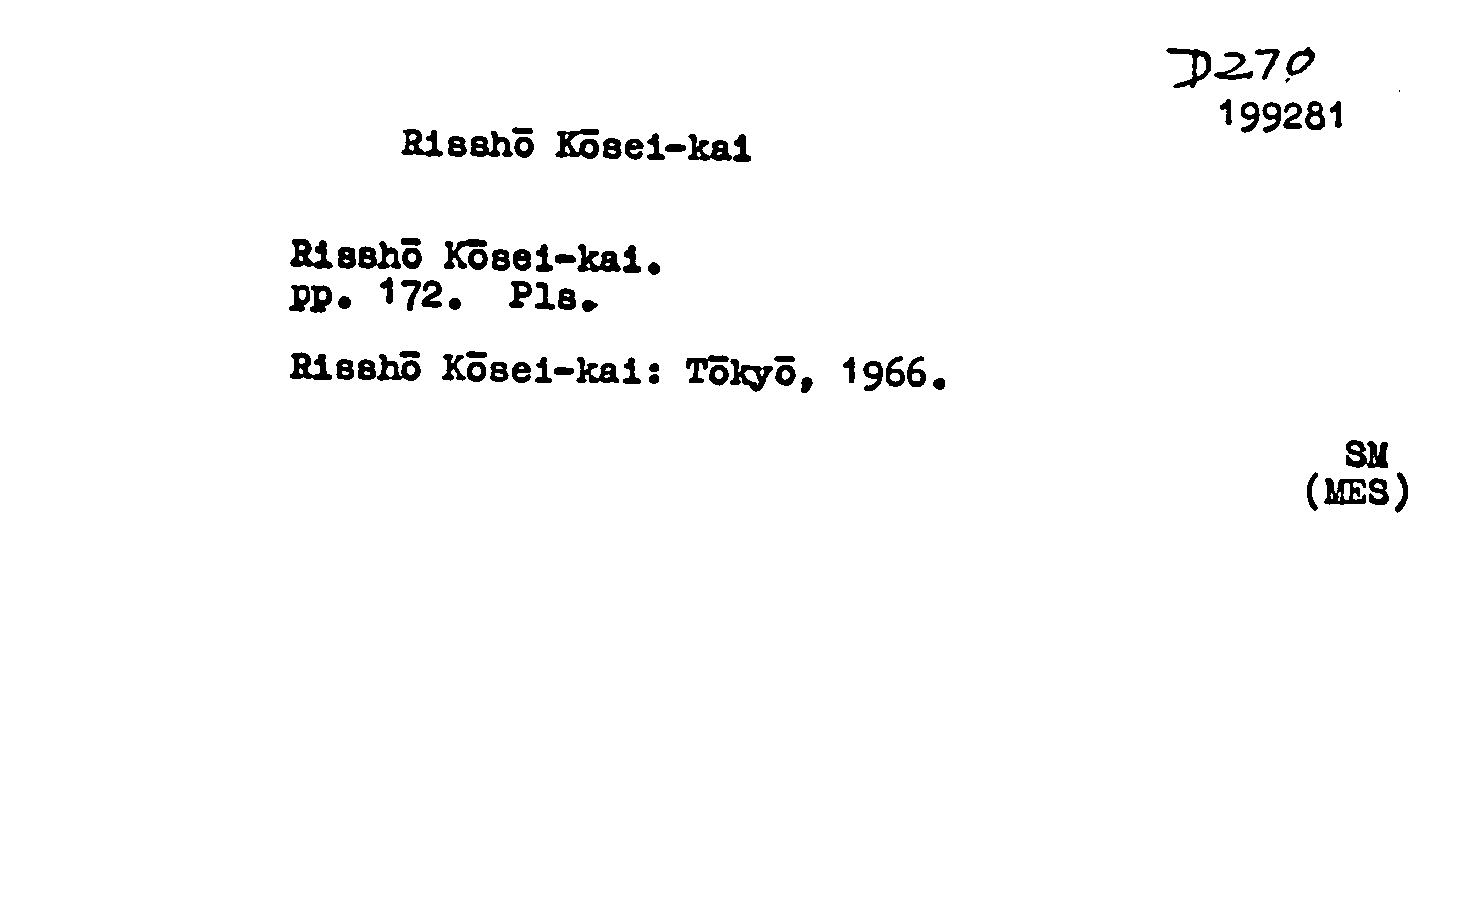 D270
199281
Risshō Kōsei-kai
Risshō Kōsei-kai.
pp. 172. Pls.
Risshō Kōsei-kai: Tōkyō, 1966.
SM
(MES)